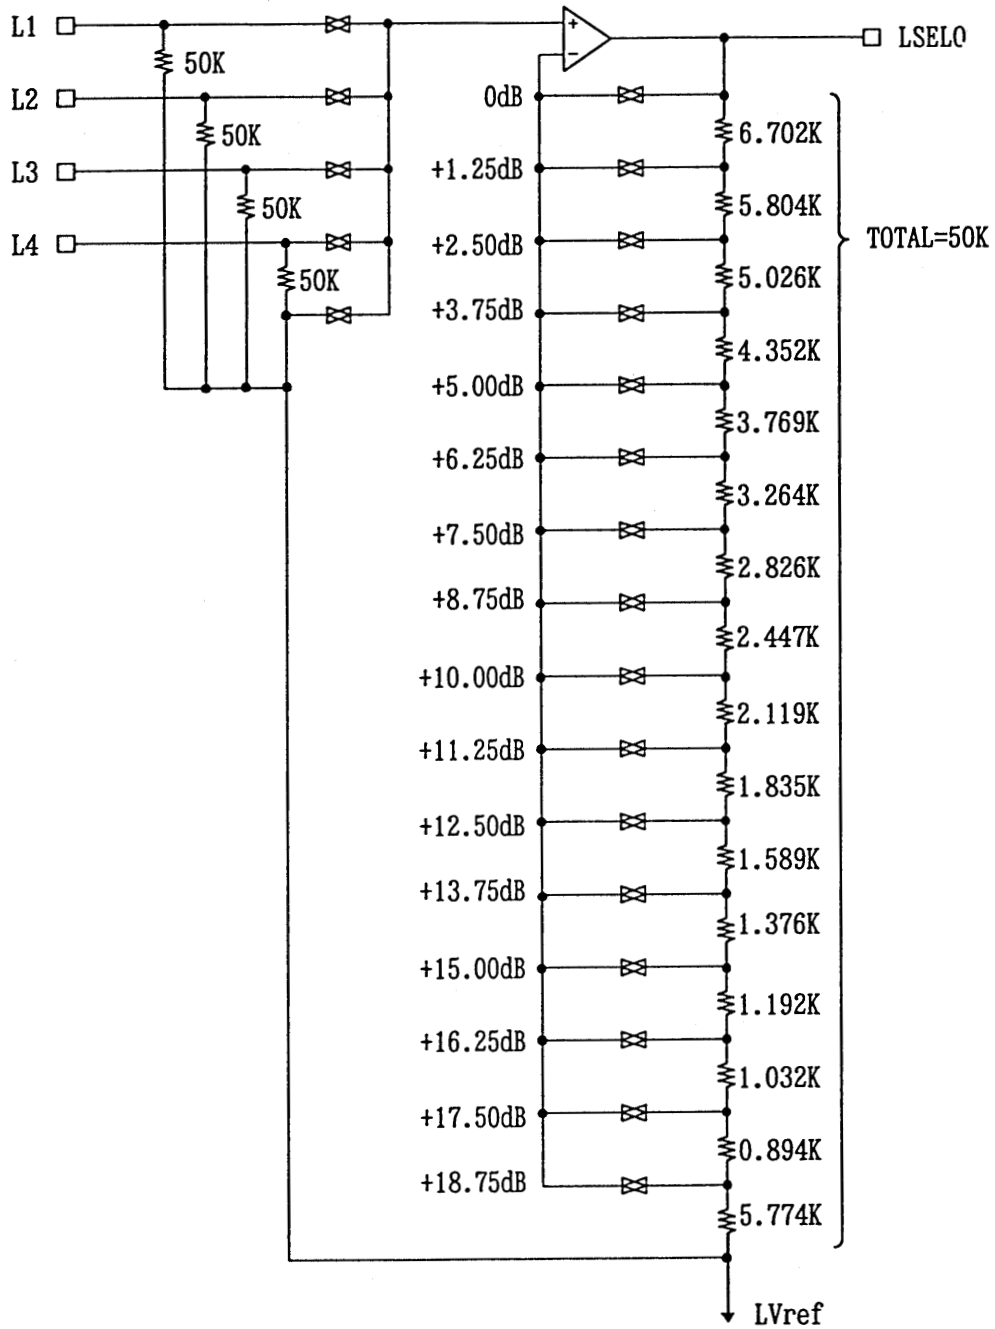 L1
50K
L2
50K
L3
50K
L4
50K
+
−
LSELO
0dB
6.702K
+1.25dB
5.804K
+2.50dB
TOTAL=50K
5.026K
+3.75dB
4.352K
+5.00dB
3.769K
+6.25dB
3.264K
+7.50dB
2.826K
+8.75dB
2.447K
+10.00dB
2.119K
+11.25dB
1.835K
+12.50dB
1.589K
+13.75dB
1.376K
+15.00dB
1.192K
+16.25dB
1.032K
+17.50dB
0.894K
+18.75dB
5.774K
LVref